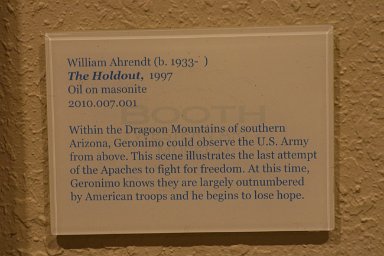 William Ahrendt (b. 1933- )
The Holdout, 1997
Oil on masonite
2010.007.001
BOOTH
Within the Dragoon Mountains of southern
Arizona, Geronimo could observe the U.S. Army
from above. This scene illustrates the last attempt
of the Apaches to fight for freedom. At this time,
Geronimo knows they are largely outnumbered
by American troops and he begins to lose hope.